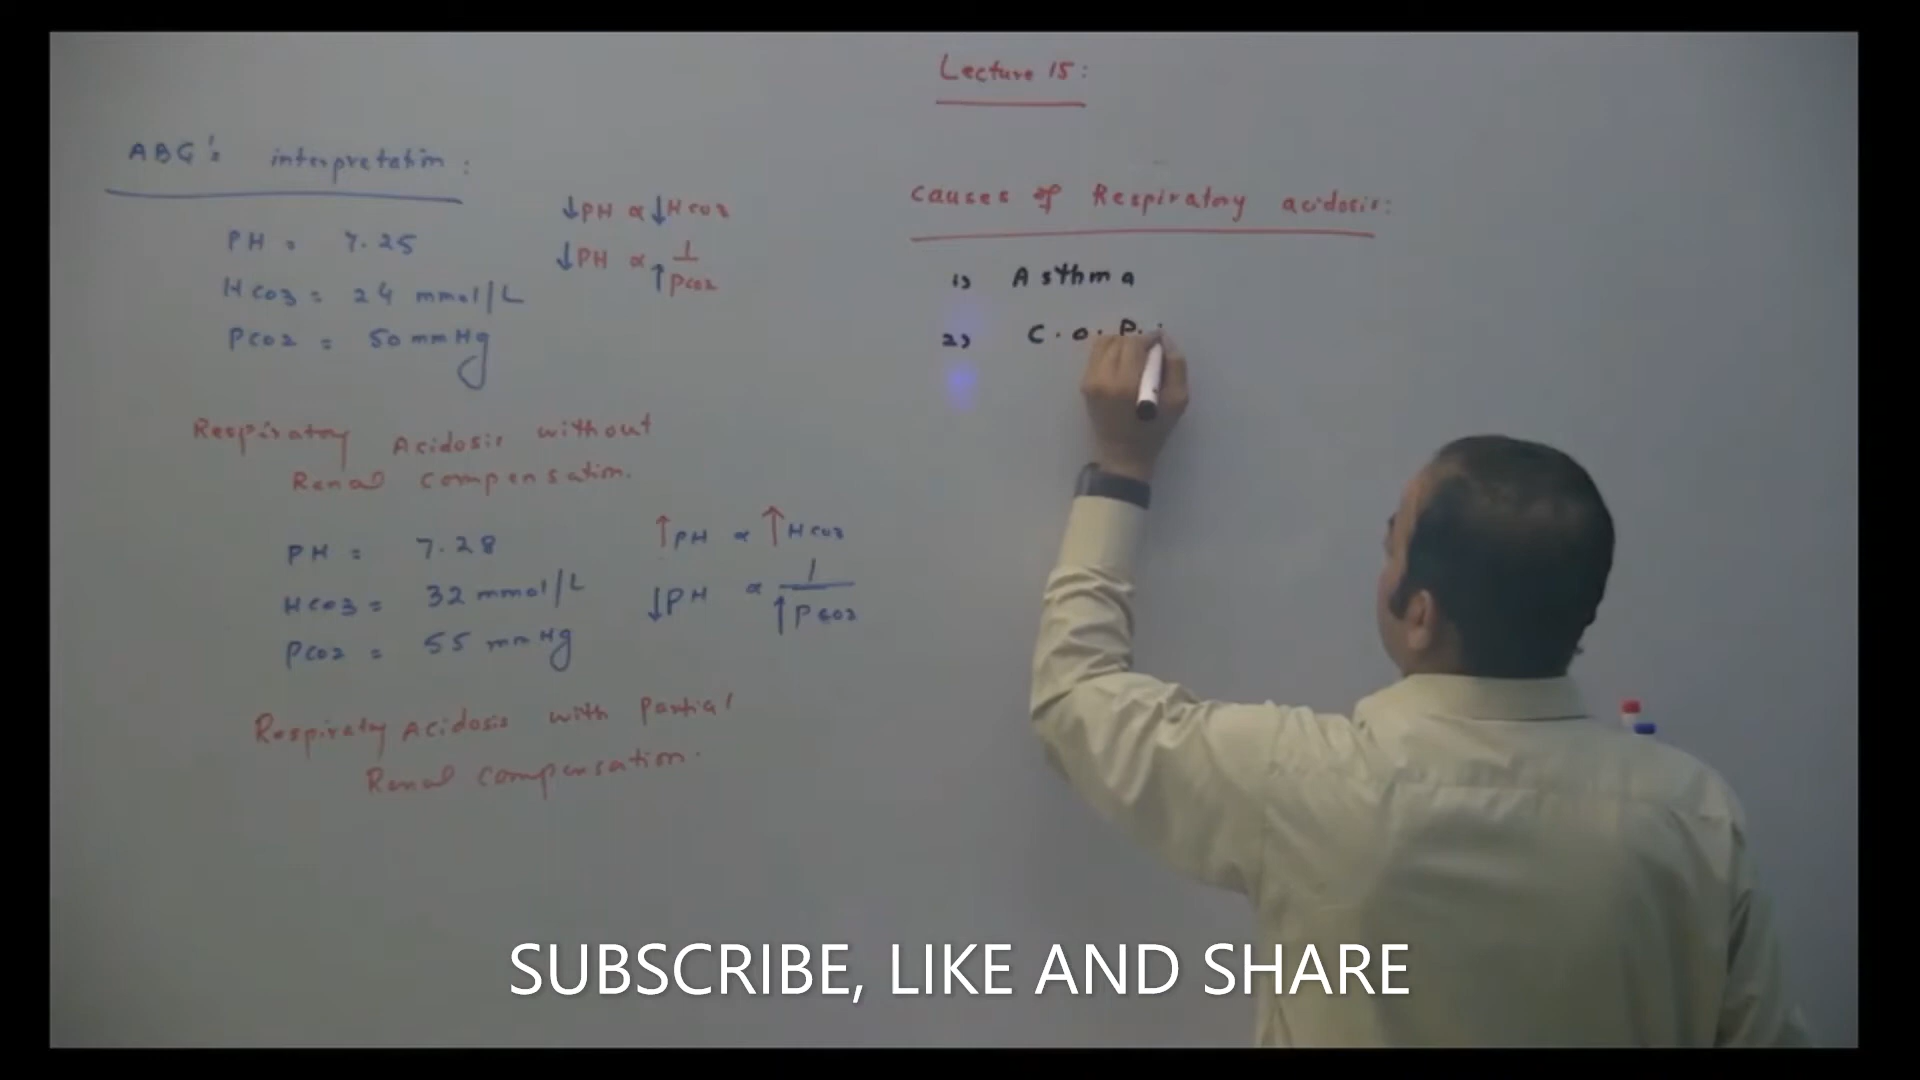 Lecture 15:
ABG's interpretation:
PH = 7.25
HCO3 = 24 mmol/L
PCO2 = 50 mmHg
↓PH ∝ ↓HCO3
↓PH ∝ 1
↑PCO2
Respiratory Acidosis without
Renal Compensation.
PH = 7.28
HCO3 = 32 mmol/L
PCO2 = 55 mmHg
↑PH ∝ ↑HCO3
↓PH ∝ 1
↑PCO2
Respiratory Acidosis with Partial
Renal Compensation.
Causes of Respiratory acidosis:
1) Asthma
2) C.O.P.
SUBSCRIBE, LIKE AND SHARE